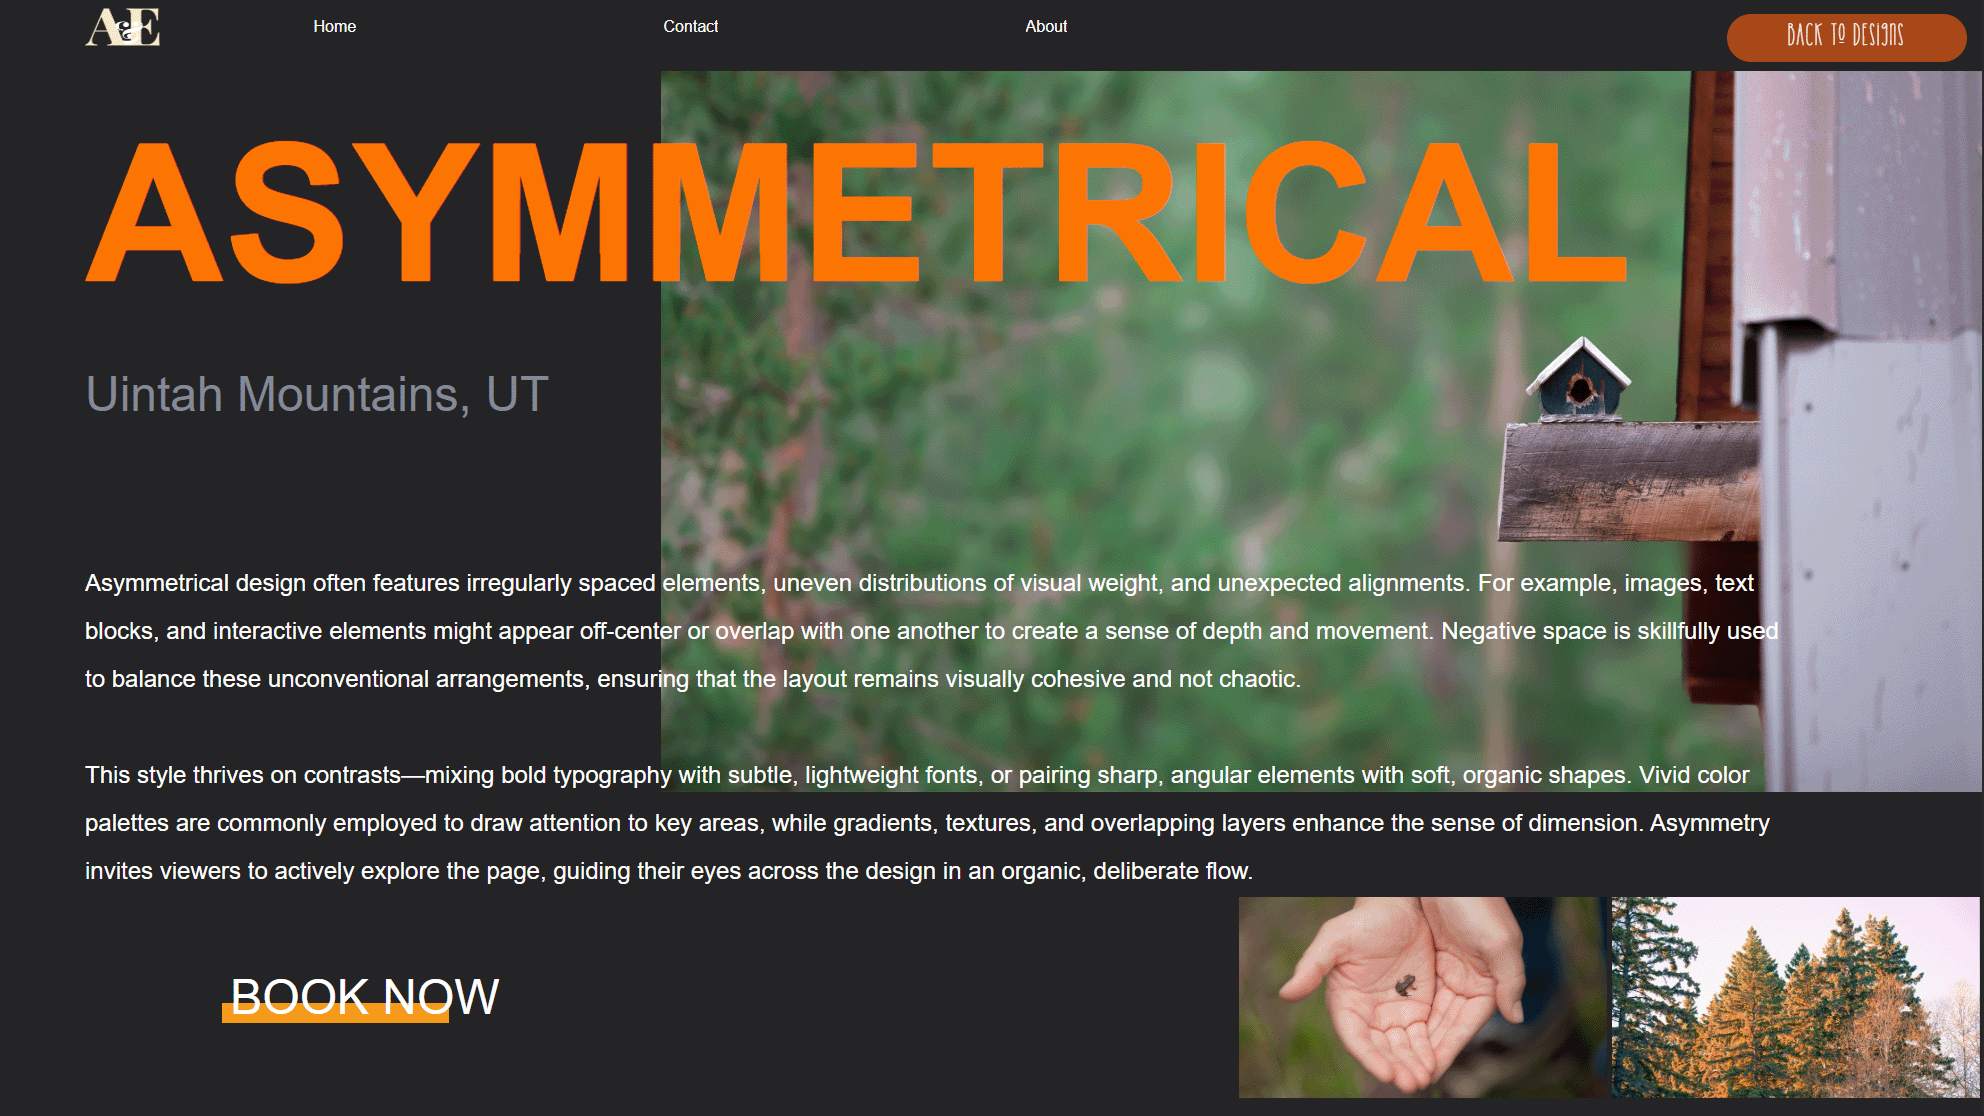 A&E
Home
Contact
About
BACK TO DESIGNS
ASYMMETRICAL
Uintah Mountains, UT
Asymmetrical design often features irregularly spaced elements, uneven distributions of visual weight, and unexpected alignments. For example, images, text
blocks, and interactive elements might appear off-center or overlap with one another to create a sense of depth and movement. Negative space is skillfully used
to balance these unconventional arrangements, ensuring that the layout remains visually cohesive and not chaotic.
This style thrives on contrasts—mixing bold typography with subtle, lightweight fonts, or pairing sharp, angular elements with soft, organic shapes. Vivid color
palettes are commonly employed to draw attention to key areas, while gradients, textures, and overlapping layers enhance the sense of dimension. Asymmetry
invites viewers to actively explore the page, guiding their eyes across the design in an organic, deliberate flow.
BOOK NOW